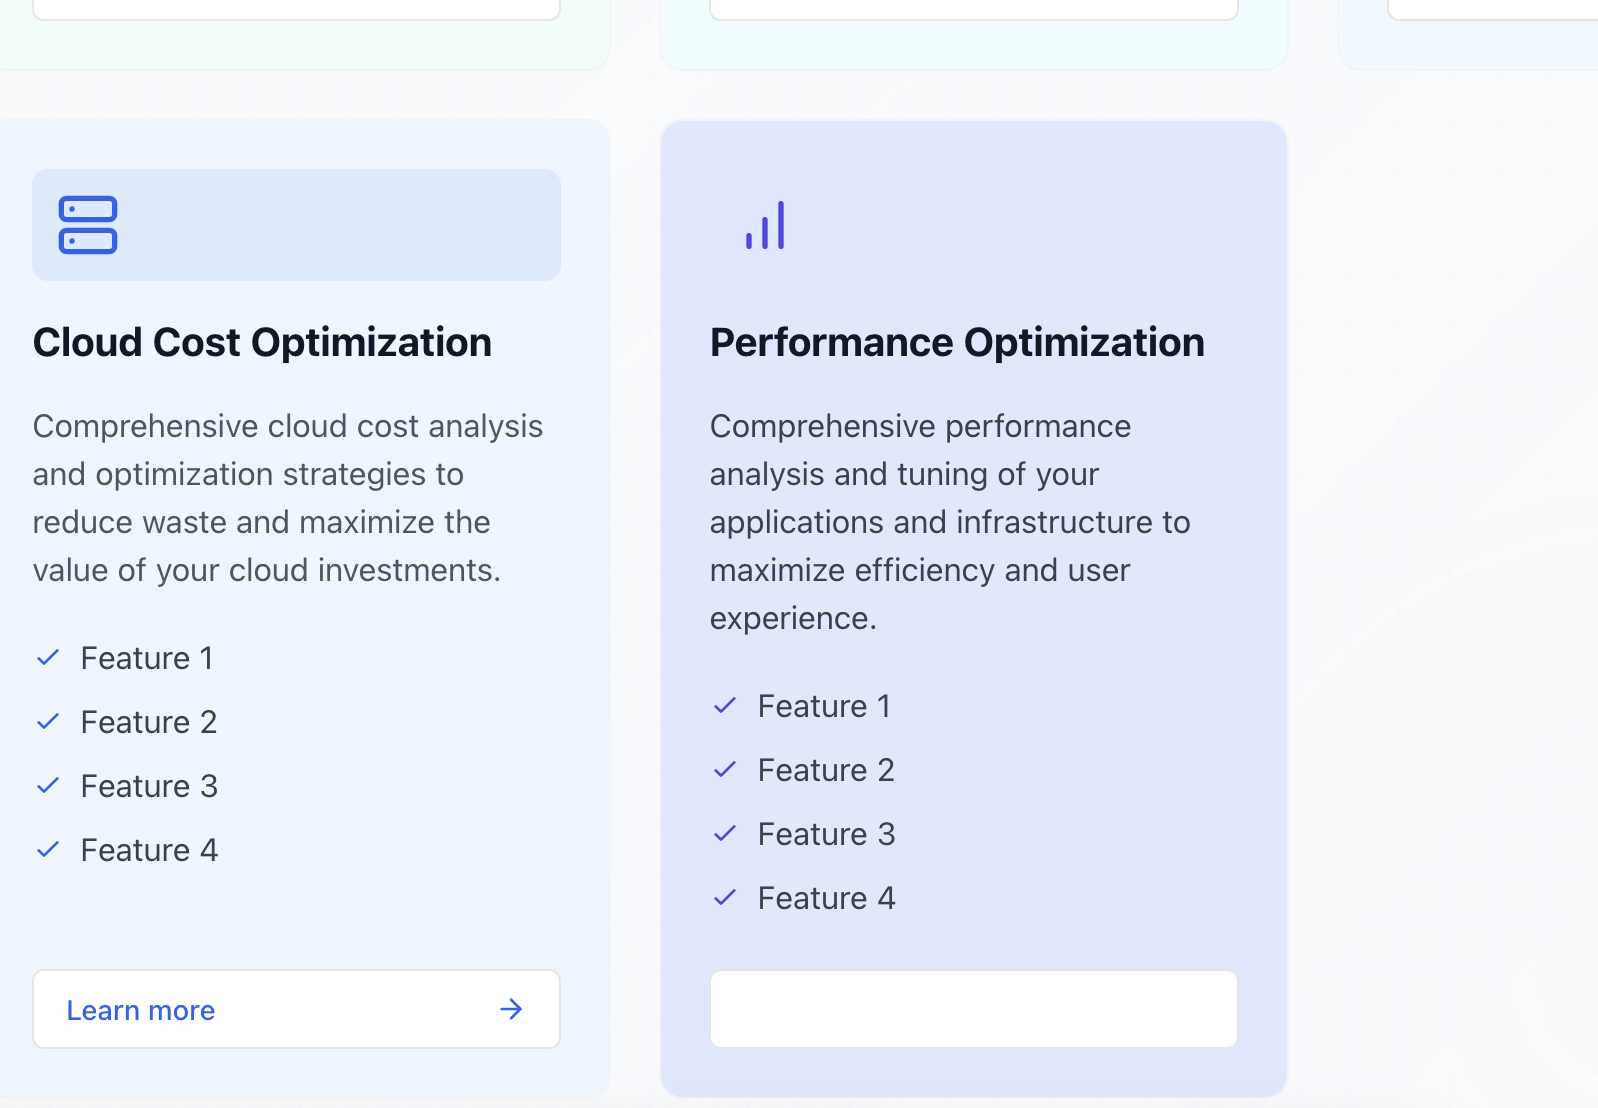 Cloud Cost Optimization
Comprehensive cloud cost analysis
and optimization strategies to
reduce waste and maximize the
value of your cloud investments.
Feature 1
Feature 2
Feature 3
Feature 4
Learn more
Performance Optimization
Comprehensive performance
analysis and tuning of your
applications and infrastructure to
maximize efficiency and user
experience.
Feature 1
Feature 2
Feature 3
Feature 4